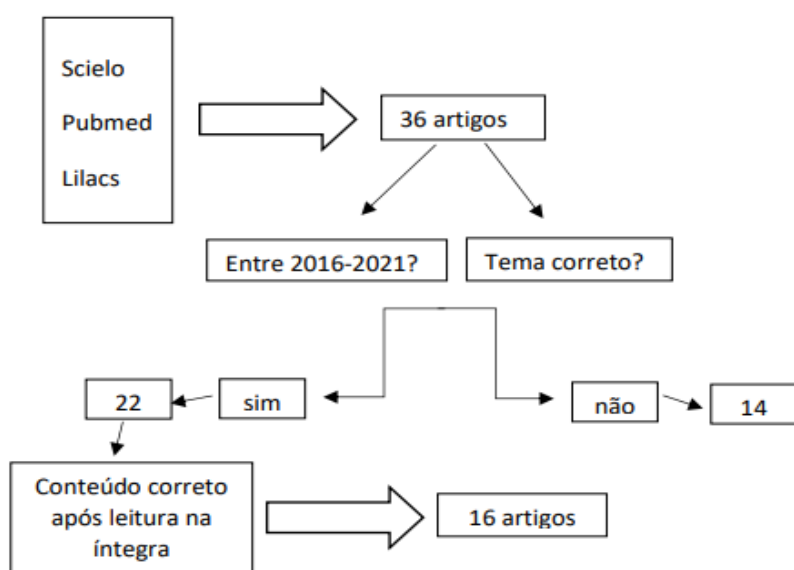 Scielo
Pubmed
Lilacs
36 artigos
Entre 2016-2021?
Tema correto?
22
sim
não
14
Conteúdo correto
após leitura na
íntegra
16 artigos